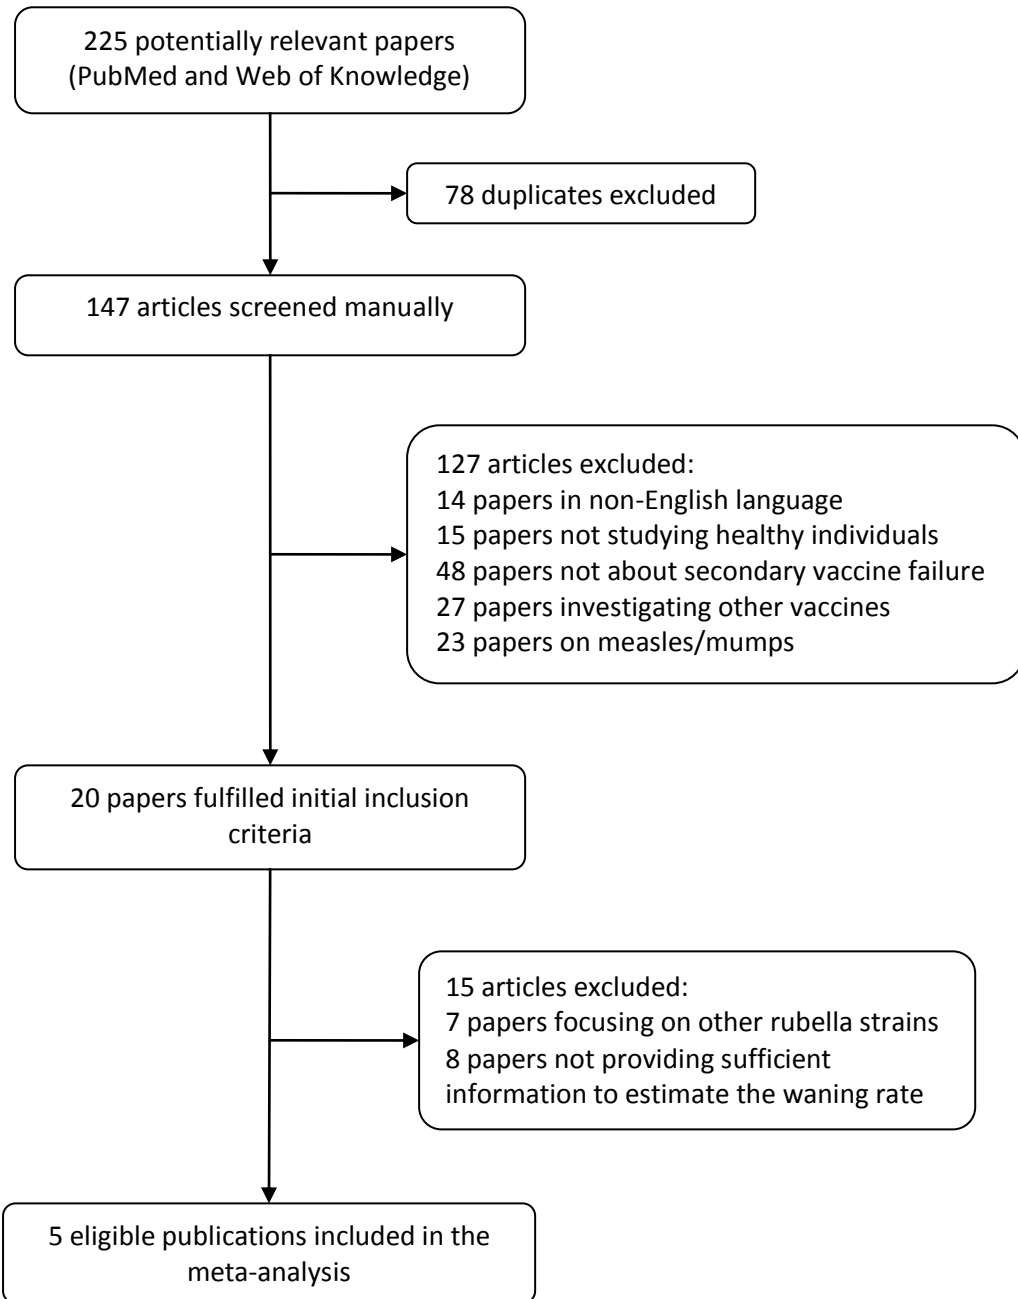 225 potentially relevant papers
(PubMed and Web of Knowledge)
78 duplicates excluded
147 articles screened manually
127 articles excluded:
14 papers in non-English language
15 papers not studying healthy individuals
48 papers not about secondary vaccine failure
27 papers investigating other vaccines
23 papers on measles/mumps
20 papers fulfilled initial inclusion
criteria
15 articles excluded:
7 papers focusing on other rubella strains
8 papers not providing sufficient
information to estimate the waning rate
5 eligible publications included in the
meta-analysis